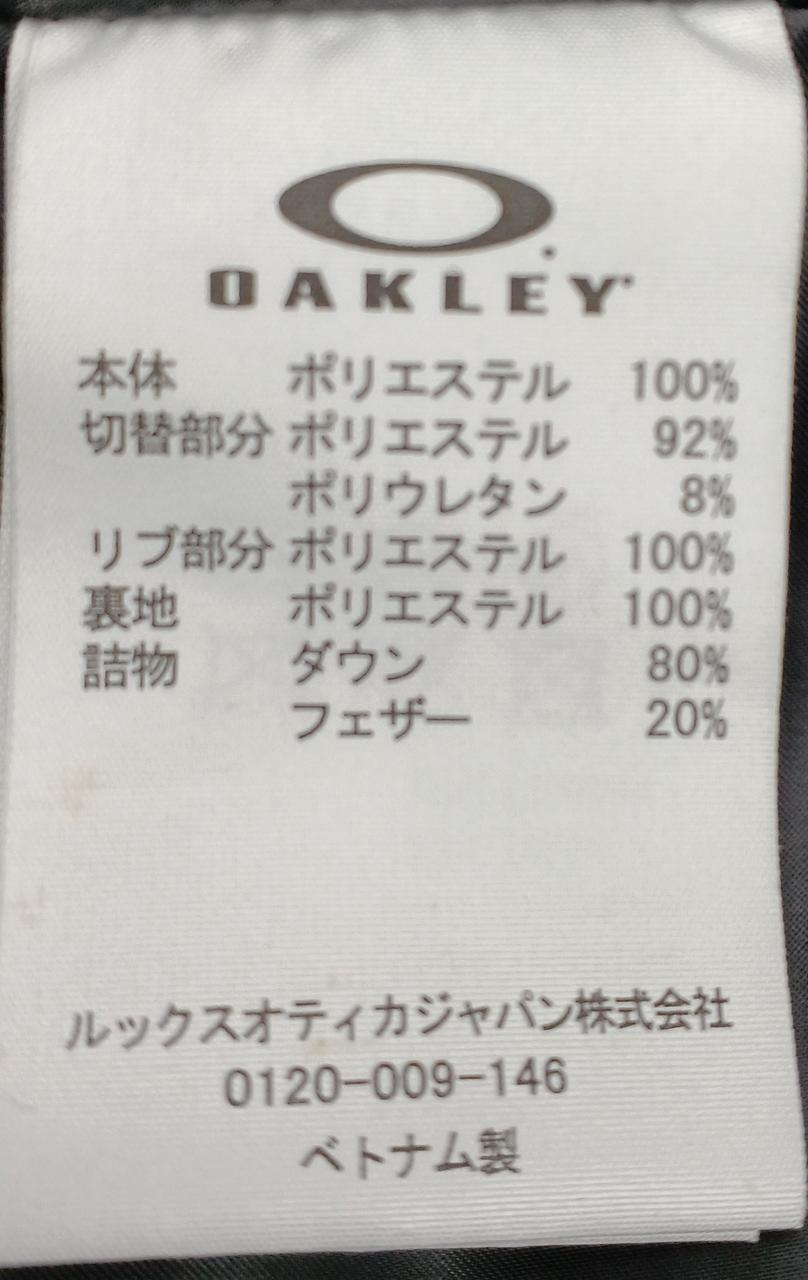 OAKLEY
本体 ポリエステル 100%
切替部分 ポリエステル 92%
ポリウレタン 8%
リブ部分 ポリエステル 100%
裏地 ポリエステル 100%
詰物 ダウン 80%
フェザー 20%
ルックスオティカジャパン株式会社
0120-009-146
ベトナム製